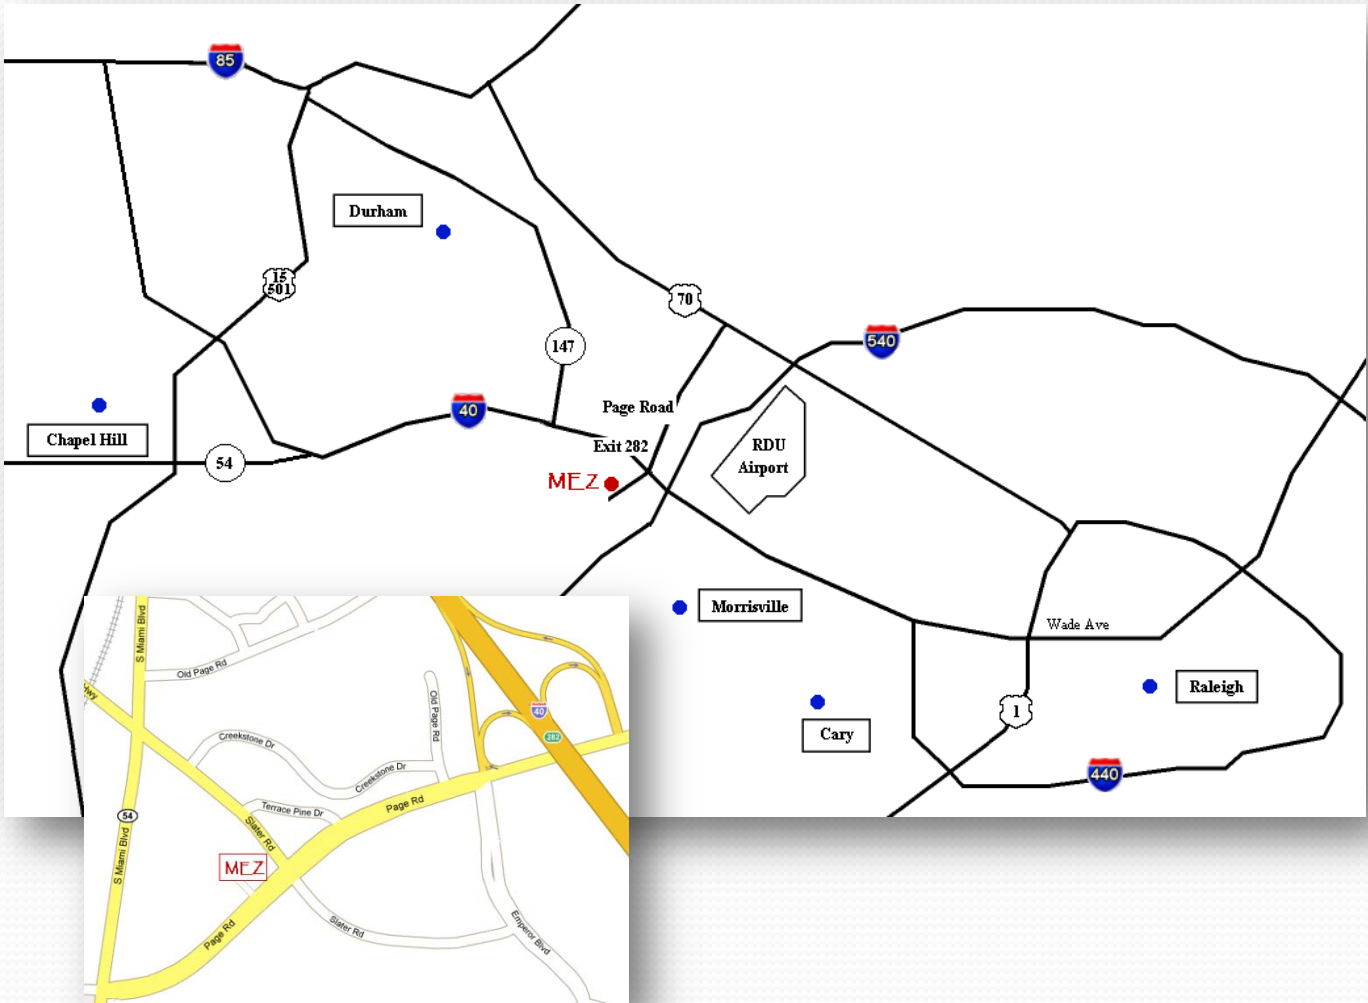 85
Durham
15
501
70
540
147
Page Road
40
Chapel Hill
Exit 282
RDU
Airport
54
MEZ
Morrisville
Wade Ave
Raleigh
1
Cary
440
S Miami Blvd
Old Page Rd
Hwy
Old Page Rd
40
282
Creekstone Dr
Creekstone Dr
Page Rd
Terrace Pine Dr
54
Slater Rd
S Miami Blvd
MEZ
Page Rd
Slater Rd
Emperor Blvd